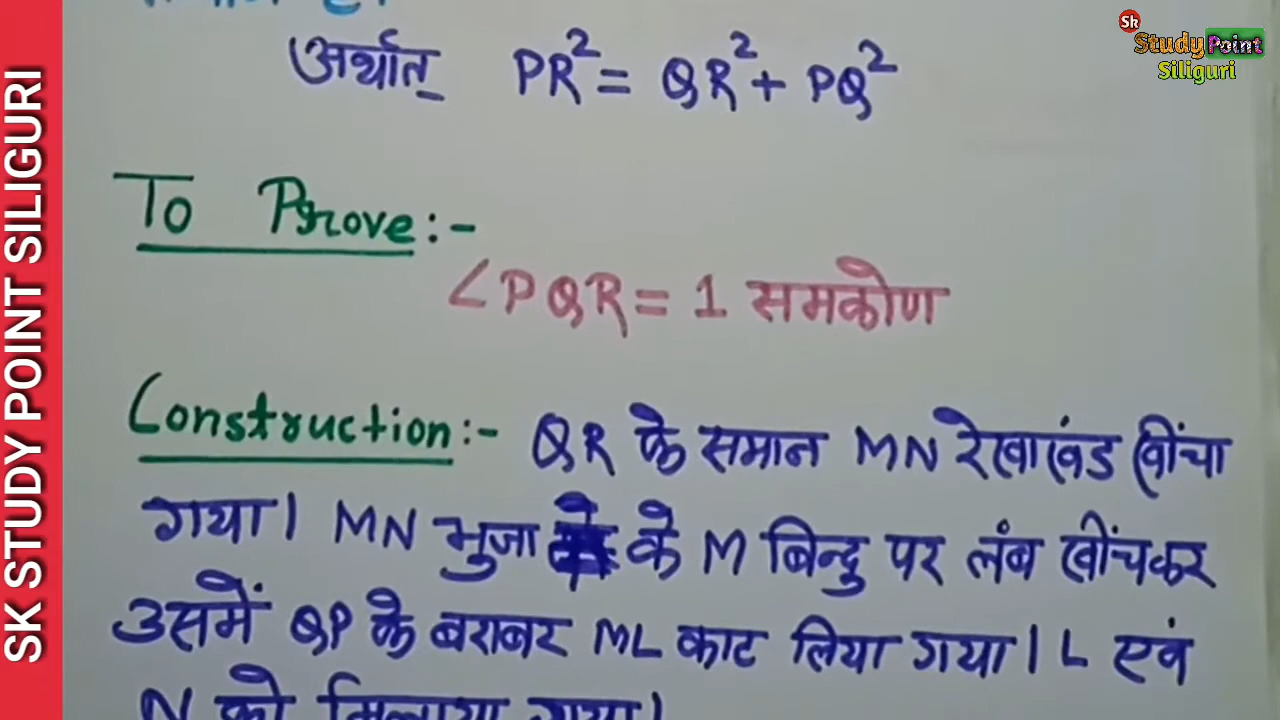 अर्थात् PR² = QR² + PQ²
To Prove:-
∠PQR = 1 समकोण
Construction:- QR के समान MN रेखाखंड खींचा
गया। MN भुजा के M बिन्दु पर लंब खींचकर
उसमें QP के बराबर ML काट लिया गया। L एवं
N को मिलाया गया।
SK STUDY POINT SILIGURI
Sk
Study Point
Siliguri